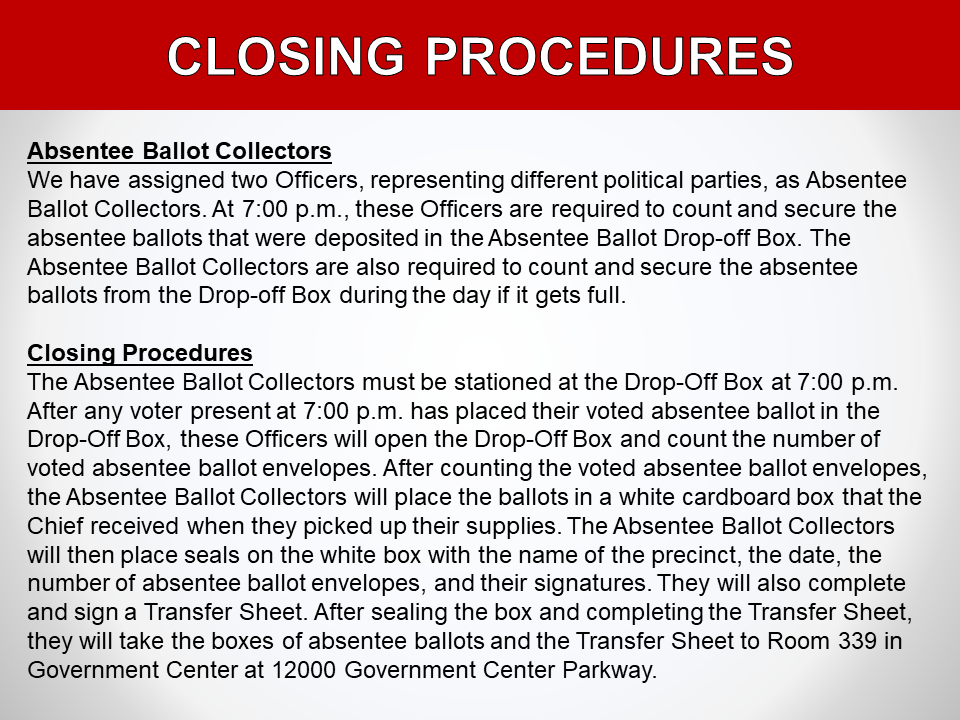 CLOSING PROCEDURES
Absentee Ballot Collectors
We have assigned two Officers, representing different political parties, as Absentee
Ballot Collectors. At 7:00 p.m., these Officers are required to count and secure the
absentee ballots that were deposited in the Absentee Ballot Drop-off Box. The
Absentee Ballot Collectors are also required to count and secure the absentee
ballots from the Drop-off Box during the day if it gets full.
Closing Procedures
The Absentee Ballot Collectors must be stationed at the Drop-Off Box at 7:00 p.m.
After any voter present at 7:00 p.m. has placed their voted absentee ballot in the
Drop-Off Box, these Officers will open the Drop-Off Box and count the number of
voted absentee ballot envelopes. After counting the voted absentee ballot envelopes,
the Absentee Ballot Collectors will place the ballots in a white cardboard box that the
Chief received when they picked up their supplies. The Absentee Ballot Collectors
will then place seals on the white box with the name of the precinct, the date, the
number of absentee ballot envelopes, and their signatures. They will also complete
and sign a Transfer Sheet. After sealing the box and completing the Transfer Sheet,
they will take the boxes of absentee ballots and the Transfer Sheet to Room 339 in
Government Center at 12000 Government Center Parkway.